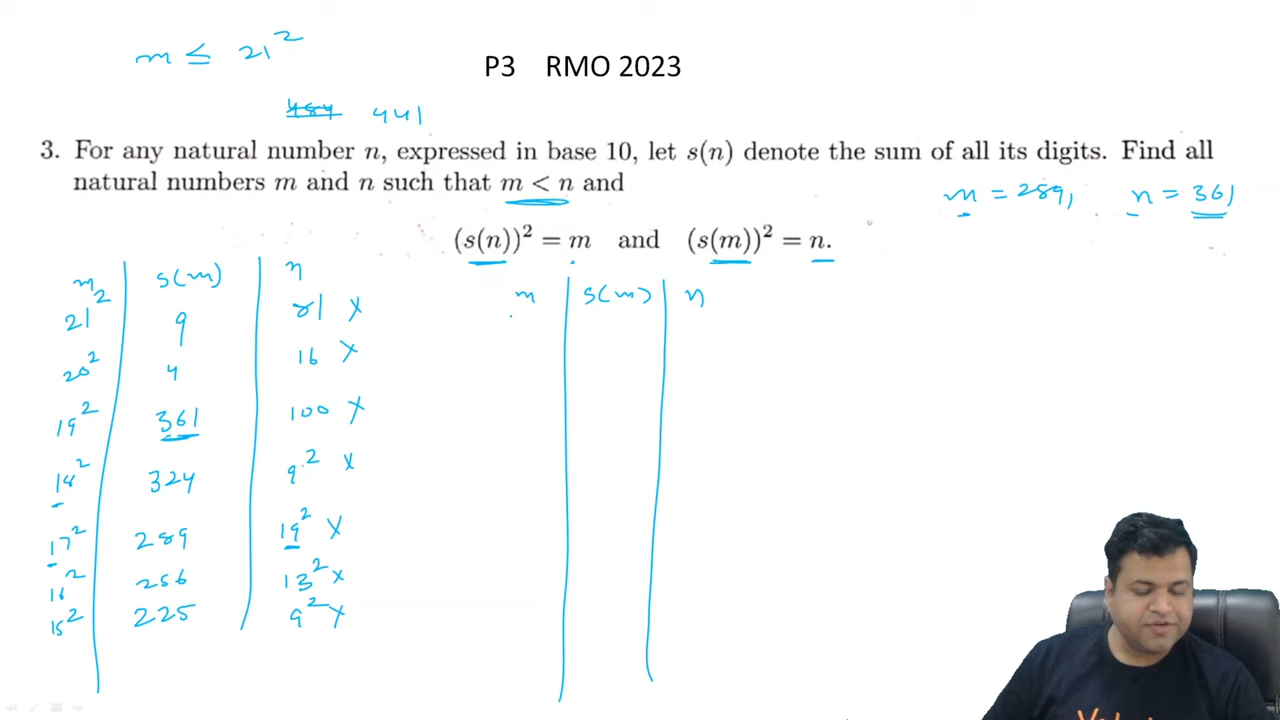 m ≤ 21²
P3 RMO 2023
484 441
3. For any natural number n, expressed in base 10, let s(n) denote the sum of all its digits. Find all
natural numbers m and n such that m < n and
m = 289, n = 361
(s(n))² = m and (s(m))² = n.
m s(m) n
21² 9 81 X
20² 4 16 X
19² 361 100 X
18² 324 9² X
17² 289 19² X
16² 256 13² X
15² 225 9² X
m s(m) n